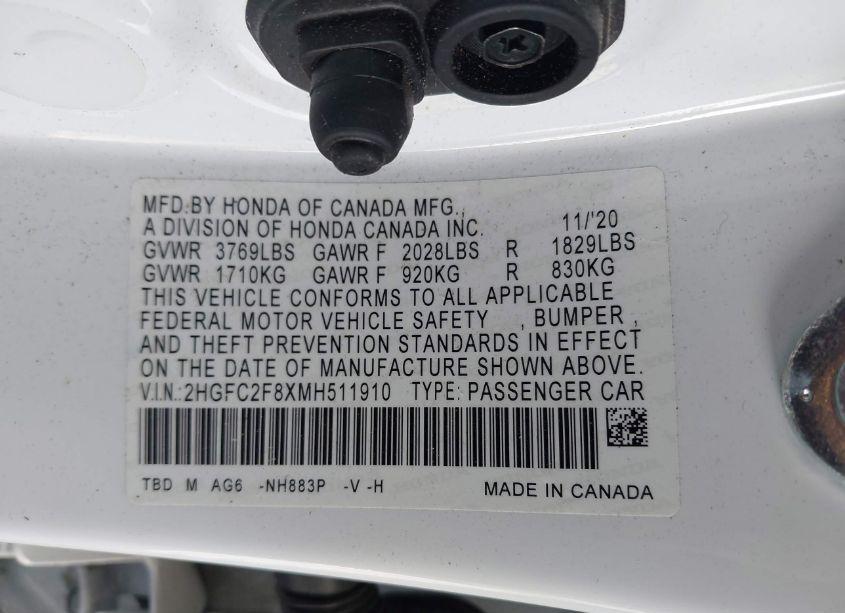 MFD.BY HONDA OF CANADA MFG.,
A DIVISION OF HONDA CANADA INC. 11/'20
GVWR 3769LBS GAWR F 2028LBS R 1829LBS
GVWR 1710KG GAWR F 920KG R 830KG
THIS VEHICLE CONFORMS TO ALL APPLICABLE
FEDERAL MOTOR VEHICLE SAFETY , BUMPER ,
AND THEFT PREVENTION STANDARDS IN EFFECT
ON THE DATE OF MANUFACTURE SHOWN ABOVE.
V.I.N.:2HGFC2F8XMH511910 TYPE: PASSENGER CAR
TBD M AG6 -NH883P -V -H MADE IN CANADA